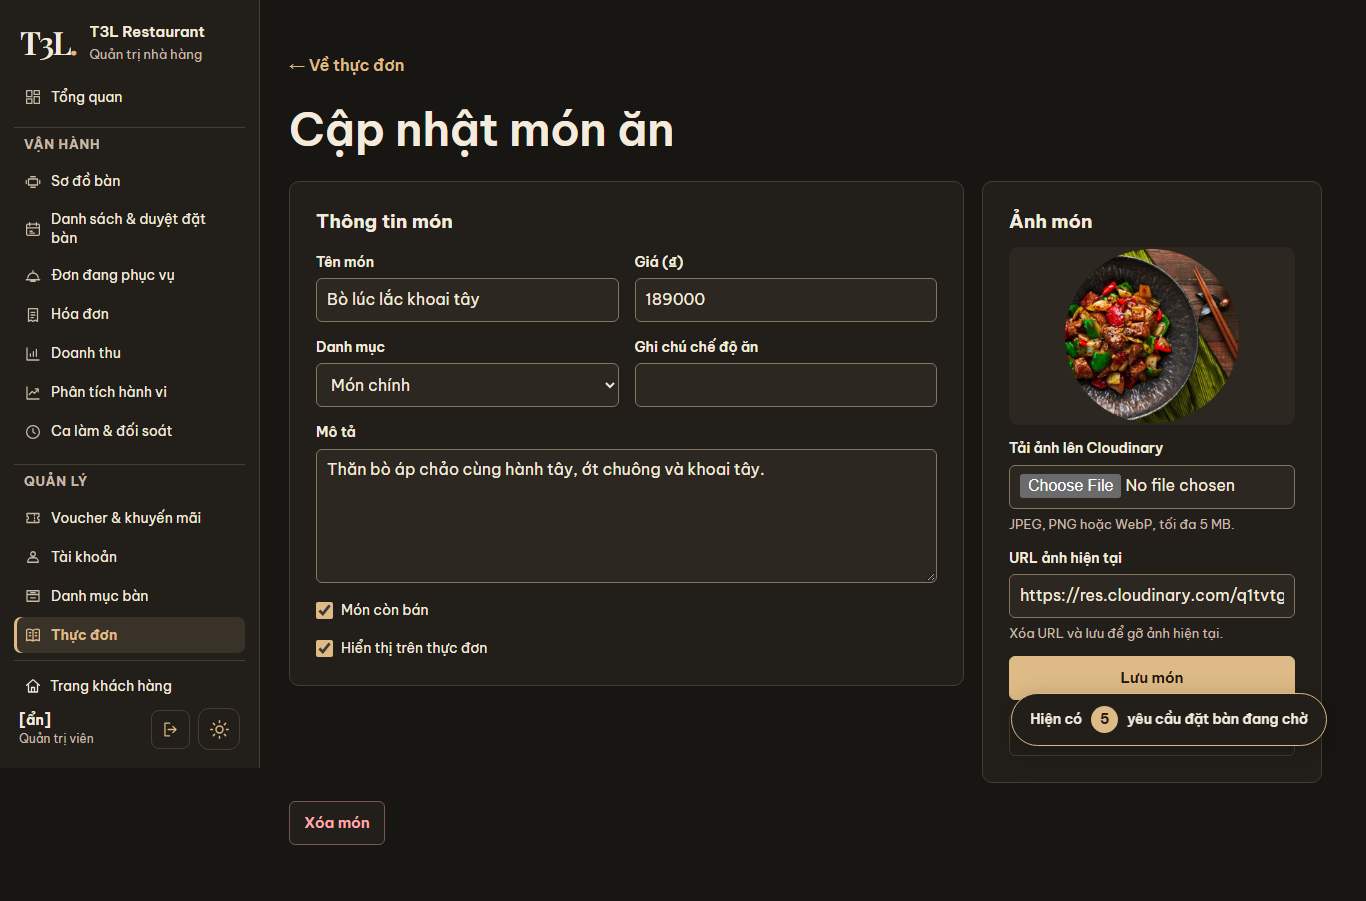 T3L.
T3L Restaurant
Quản trị nhà hàng
Tổng quan
VẬN HÀNH
Sơ đồ bàn
Danh sách & duyệt đặt
bàn
Đơn đang phục vụ
Hóa đơn
Doanh thu
Phân tích hành vi
Ca làm & đối soát
QUẢN LÝ
Voucher & khuyến mãi
Tài khoản
Danh mục bàn
Thực đơn
Trang khách hàng
[ẩn]
Quản trị viên
← Về thực đơn
Cập nhật món ăn
Thông tin món
Tên món
Giá (₫)
Bò lúc lắc khoai tây
189000
Danh mục
Ghi chú chế độ ăn
Món chính
Mô tả
Thăn bò áp chảo cùng hành tây, ớt chuông và khoai tây.
Món còn bán
Hiển thị trên thực đơn
Ảnh món
Tải ảnh lên Cloudinary
Choose File No file chosen
JPEG, PNG hoặc WebP, tối đa 5 MB.
URL ảnh hiện tại
https://res.cloudinary.com/q1tvtg
Xóa URL và lưu để gỡ ảnh hiện tại.
Lưu món
Hiện có 5 yêu cầu đặt bàn đang chờ
Xóa món